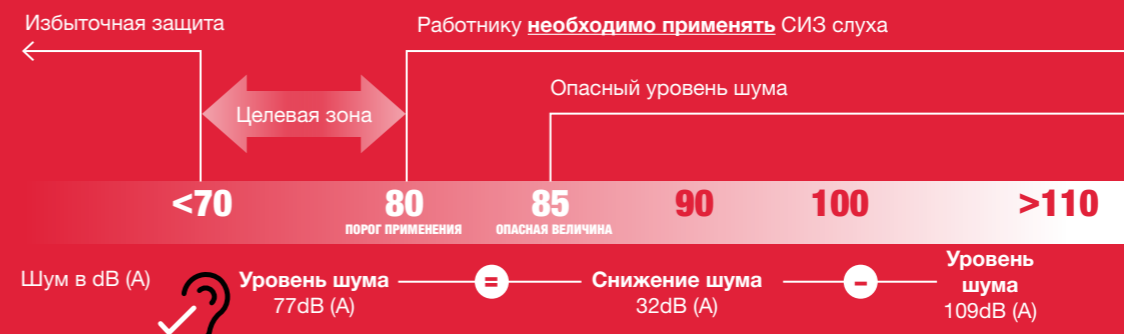 Избыточная защита
Работнику необходимо применять СИЗ слуха
Опасный уровень шума
Целевая зона
<70 80 85 90 100 >110
ПОРОГ ПРИМЕНЕНИЯ ОПАСНАЯ ВЕЛИЧИНА
Шум в dB (A)
Уровень шума
77dB (A)
=
Снижение шума
32dB (A)
-
Уровень
шума
109dB (A)